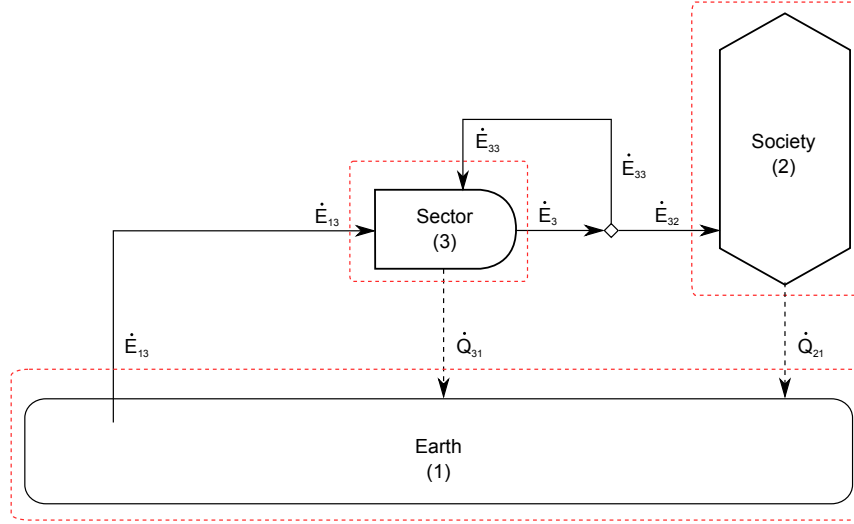 Society
(2)
Ė₃₃
Ė₃₃
Ė₁₃
Sector
(3)
Ė₃
Ė₃₂
Ė₁₃
Q̇₃₁
Q̇₂₁
Earth
(1)